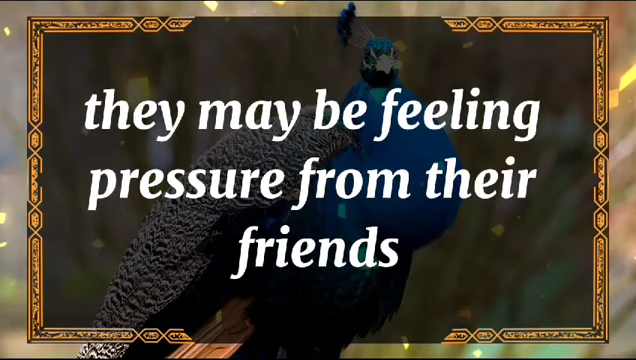 they may be feeling
pressure from their
friends